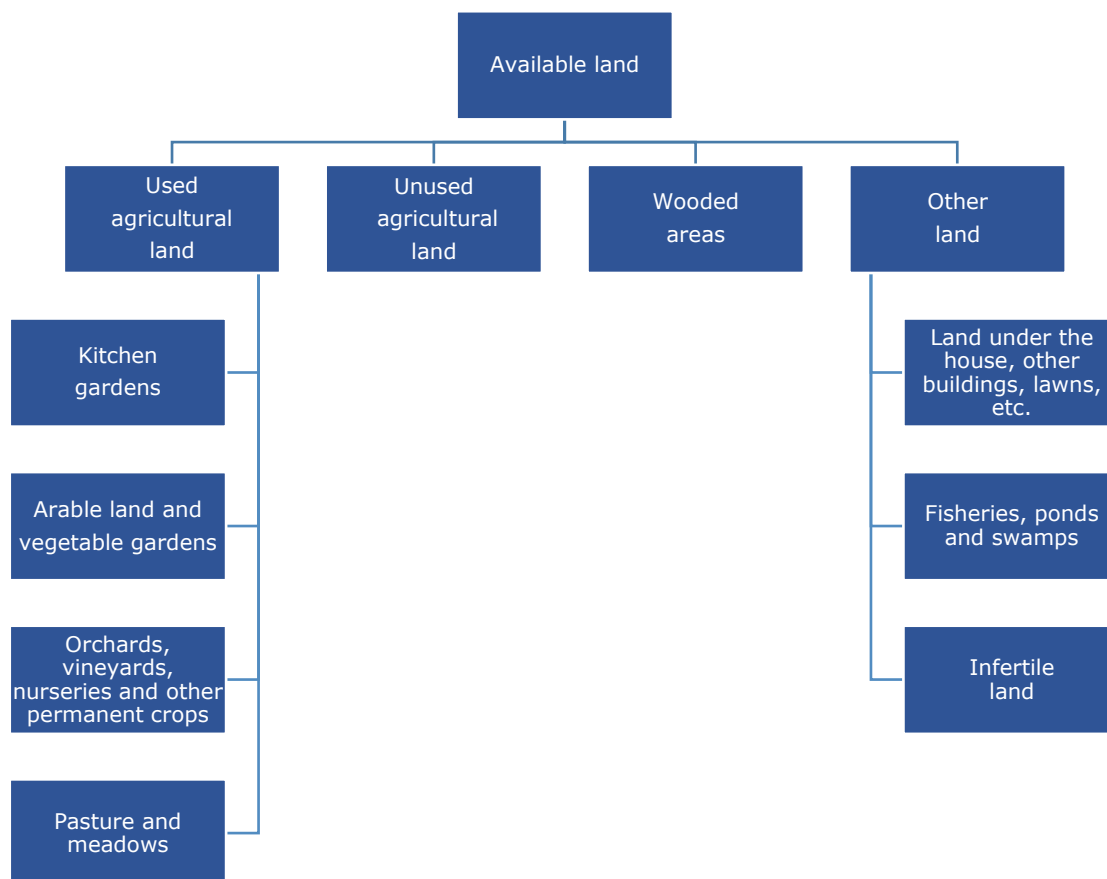 Available land
Used
agricultural
land
Unused
agricultural
land
Wooded
areas
Other
land
Kitchen
gardens
Arable land and
vegetable gardens
Orchards,
vineyards,
nurseries and other
permanent crops
Pasture and
meadows
Land under the
house, other
buildings, lawns,
etc.
Fisheries, ponds
and swamps
Infertile
land